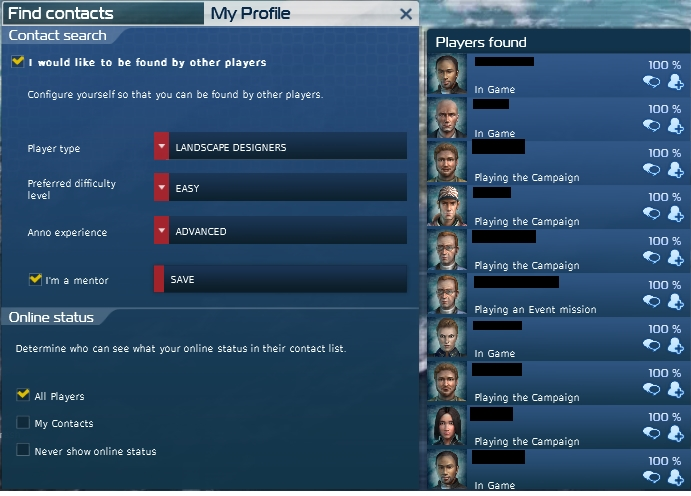 Find contacts
My Profile
Contact search
I would like to be found by other players
Configure yourself so that you can be found by other players.
Player type
LANDSCAPE DESIGNERS
Preferred difficulty
level
EASY
Anno experience
ADVANCED
I'm a mentor
SAVE
Online status
Determine who can see what your online status in their contact list.
All Players
My Contacts
Never show online status
Players found
100 %
In Game
100 %
In Game
100 %
Playing the Campaign
100 %
Playing the Campaign
100 %
Playing the Campaign
100 %
Playing an Event mission
100 %
In Game
100 %
Playing the Campaign
100 %
Playing the Campaign
100 %
In Game